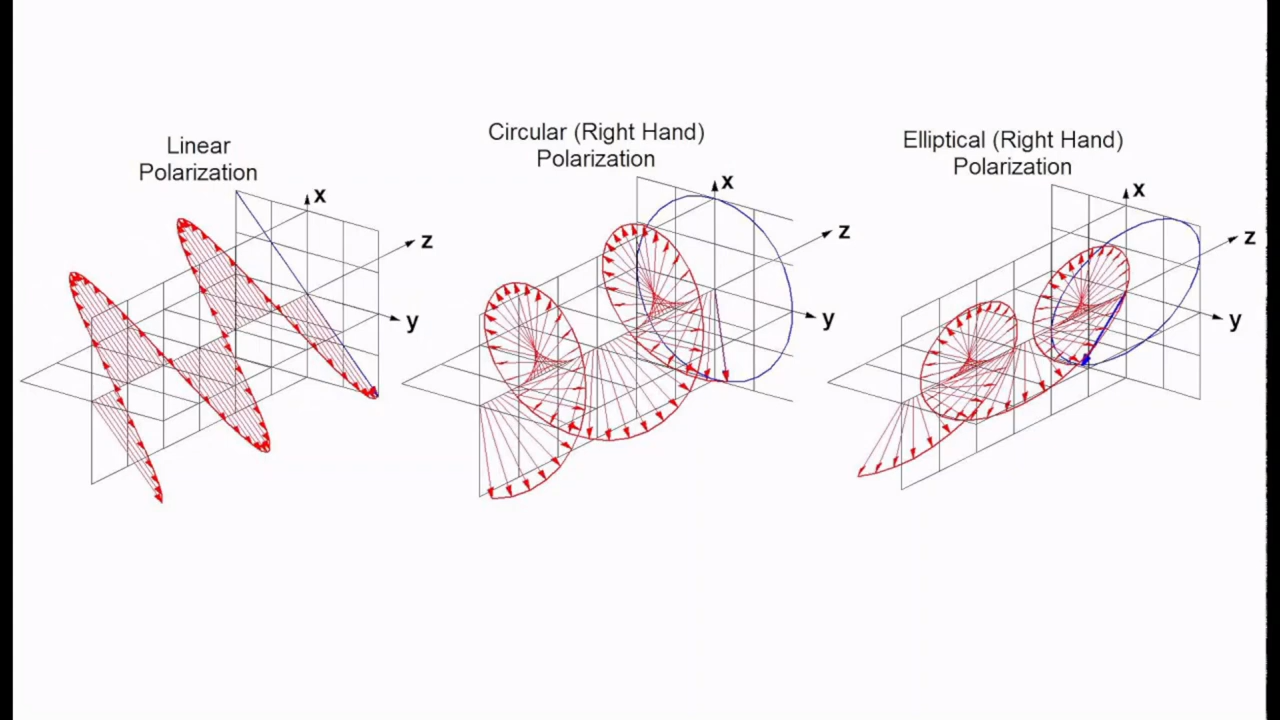 Linear
Polarization
x
z
y
Circular (Right Hand)
Polarization
x
z
y
Elliptical (Right Hand)
Polarization
x
z
y